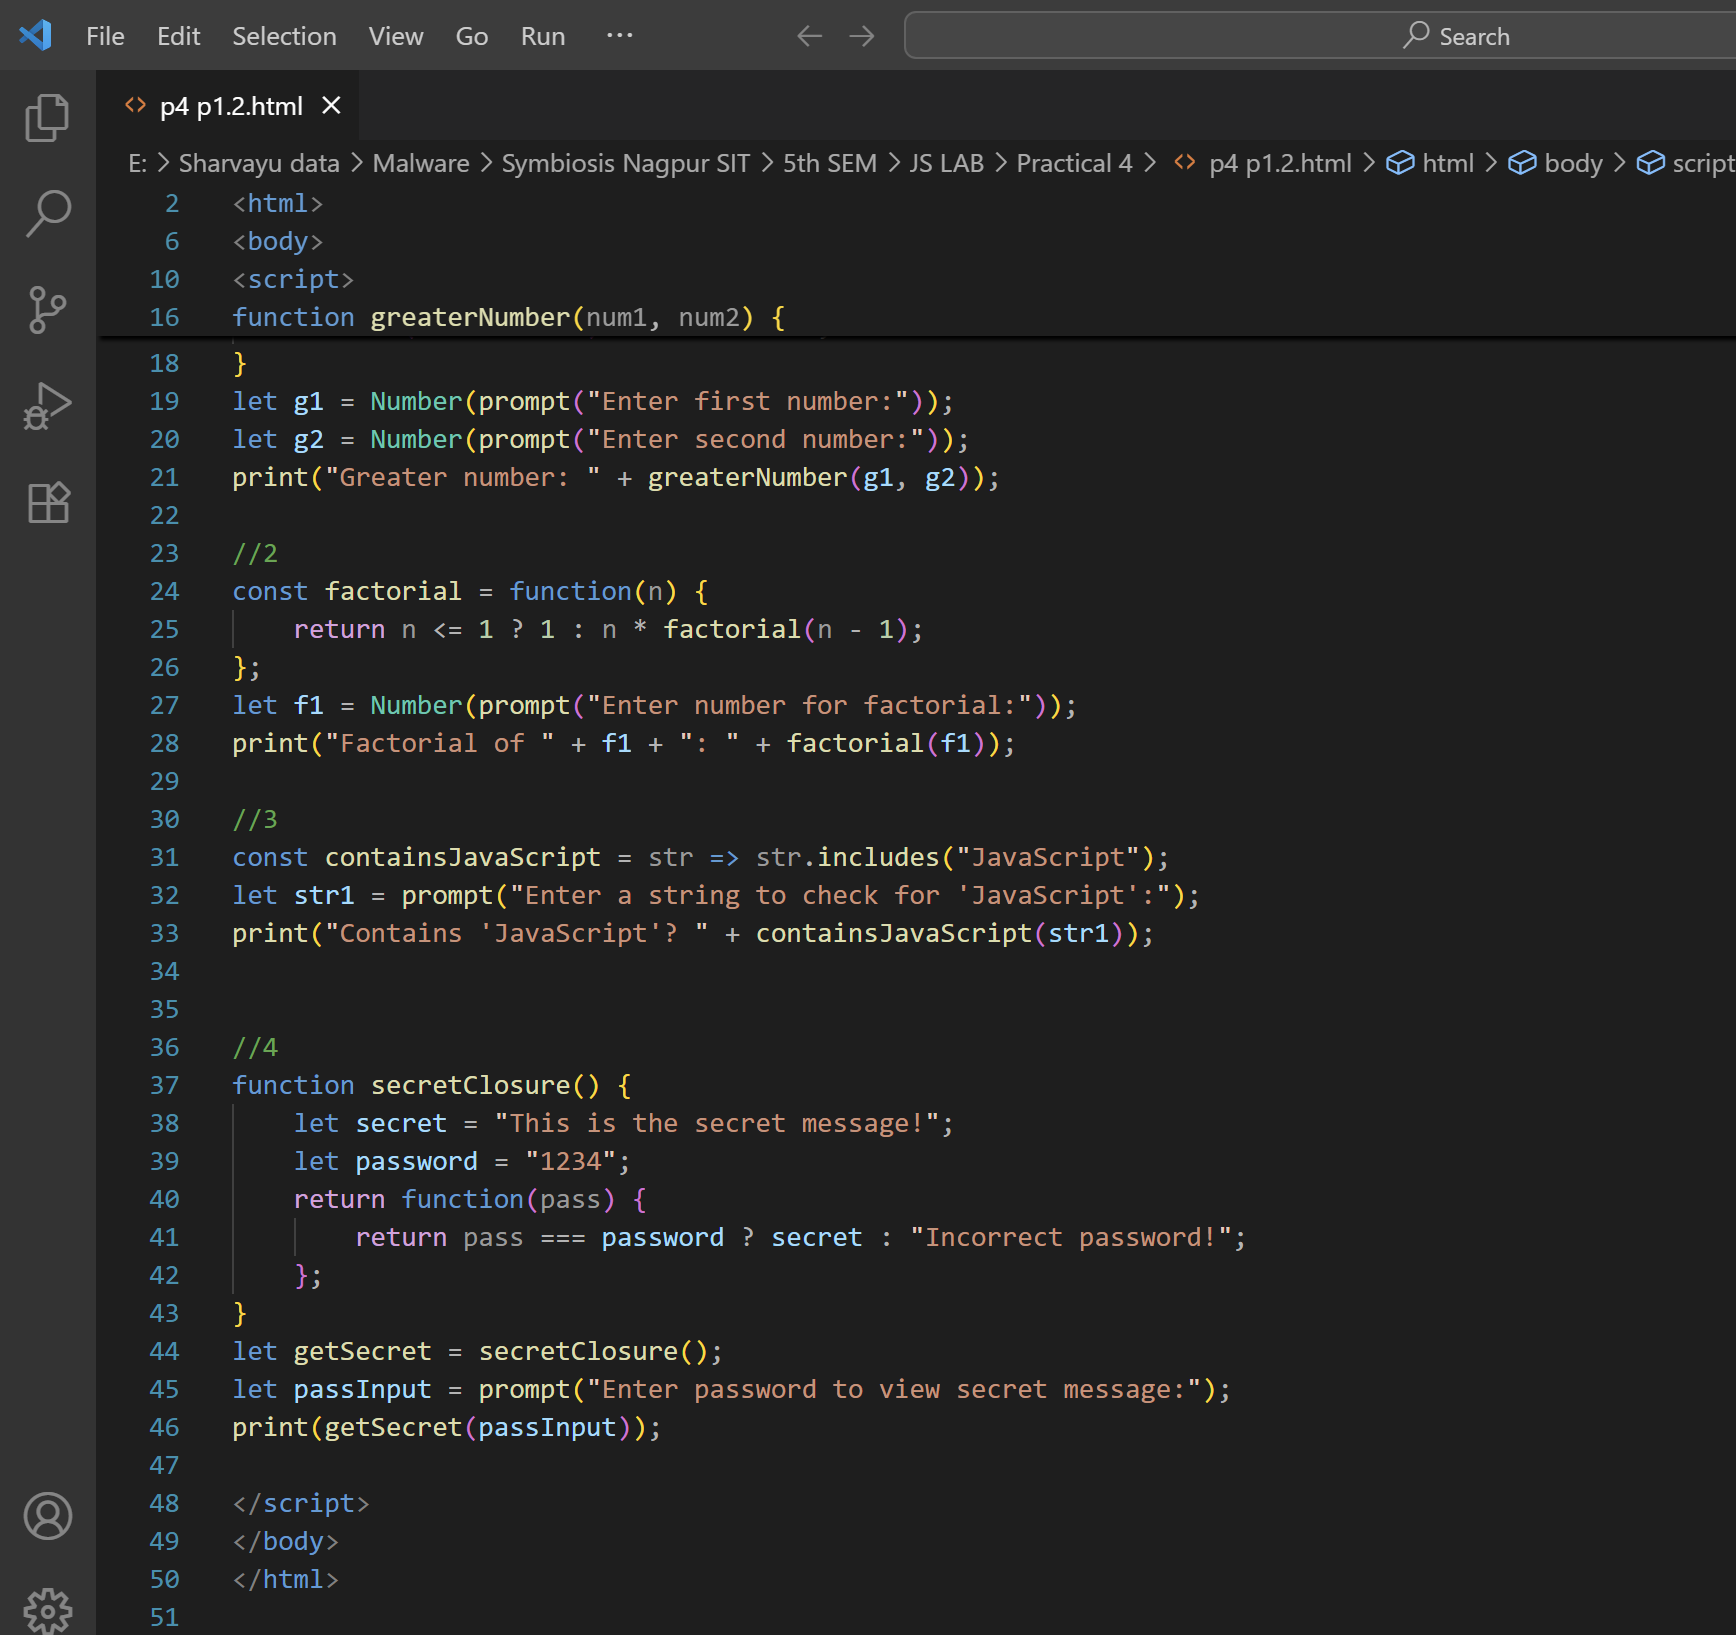 File Edit Selection View Go Run ··· Search
p4 p1.2.html
E: > Sharvayu data > Malware > Symbiosis Nagpur SIT > 5th SEM > JS LAB > Practical 4 > p4 p1.2.html > html > body > script
2 <html>
6 <body>
10 <script>
16 function greaterNumber(num1, num2) {
18 }
19 let g1 = Number(prompt("Enter first number:"));
20 let g2 = Number(prompt("Enter second number:"));
21 print("Greater number: " + greaterNumber(g1, g2));
22
23 //2
24 const factorial = function(n) {
25     return n <= 1 ? 1 : n * factorial(n - 1);
26 };
27 let f1 = Number(prompt("Enter number for factorial:"));
28 print("Factorial of " + f1 + ": " + factorial(f1));
29
30 //3
31 const containsJavaScript = str => str.includes("JavaScript");
32 let str1 = prompt("Enter a string to check for 'JavaScript':");
33 print("Contains 'JavaScript'? " + containsJavaScript(str1));
34
35
36 //4
37 function secretClosure() {
38     let secret = "This is the secret message!";
39     let password = "1234";
40     return function(pass) {
41         return pass === password ? secret : "Incorrect password!";
42     };
43 }
44 let getSecret = secretClosure();
45 let passInput = prompt("Enter password to view secret message:");
46 print(getSecret(passInput));
47
48 </script>
49 </body>
50 </html>
51